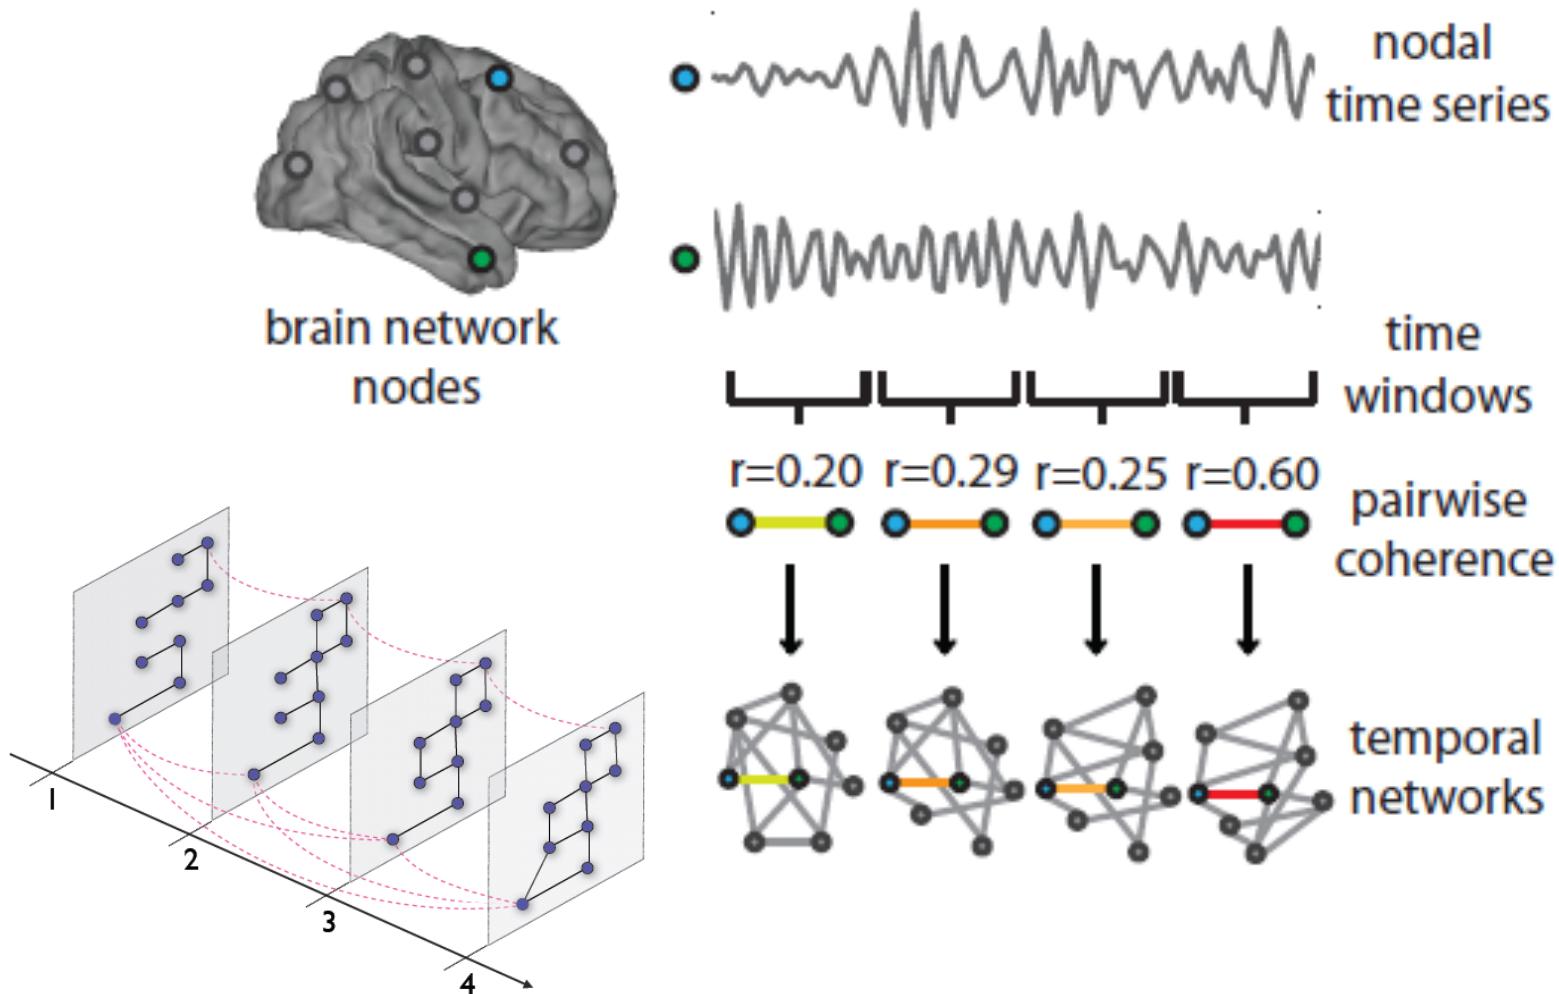 nodal
time series
brain network
nodes
time
windows
r=0.20 r=0.29 r=0.25 r=0.60
pairwise
coherence
temporal
networks
1
2
3
4